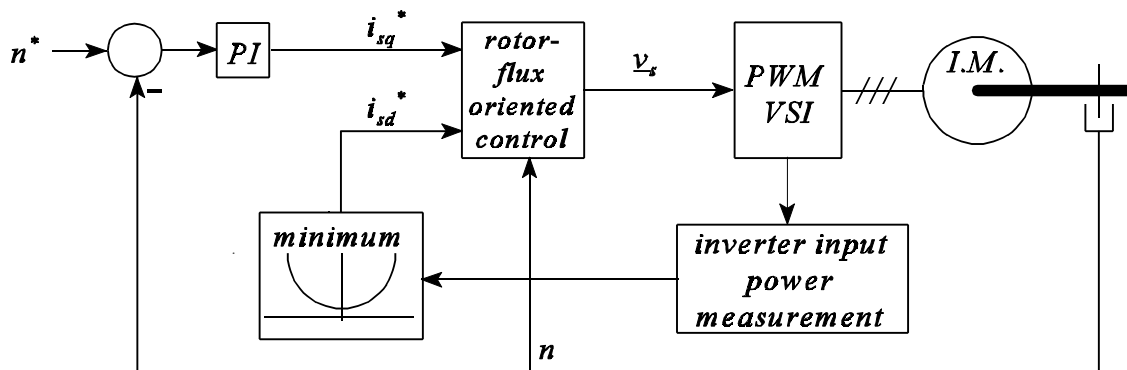 n*
PI
i_sq*
rotor-
flux
oriented
control
v_s
PWM
VSI
I.M.
−
i_sd*
minimum
inverter input
power
measurement
n